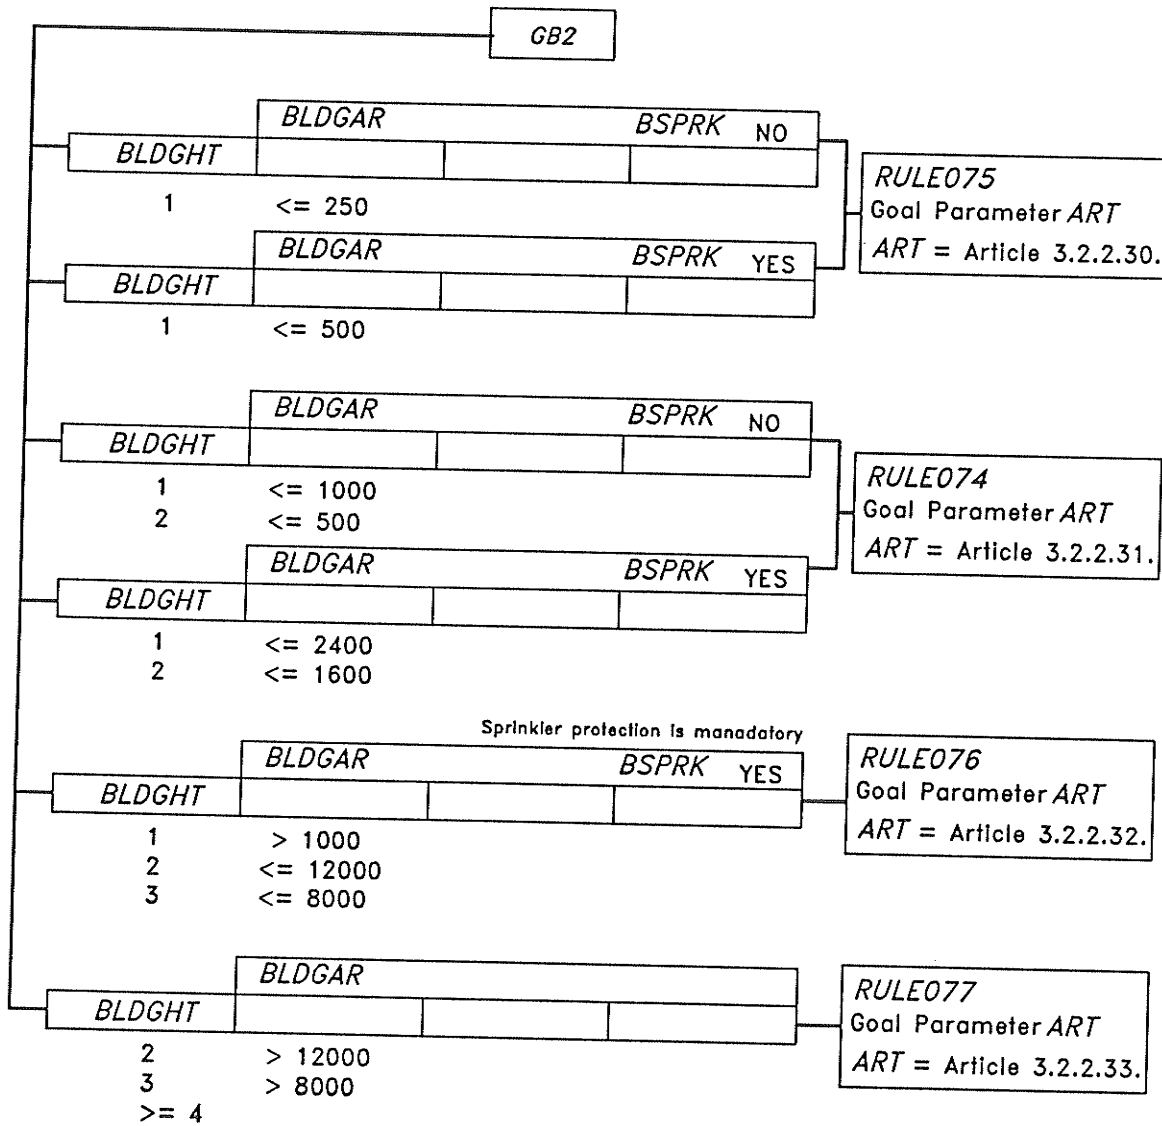 GB2
BLDGAR BSPRK NO
BLDGHT
1 <= 250
RULE075
Goal Parameter ART
ART = Article 3.2.2.30.
BLDGAR BSPRK YES
BLDGHT
1 <= 500
BLDGAR BSPRK NO
BLDGHT
1 <= 1000
2 <= 500
RULE074
Goal Parameter ART
ART = Article 3.2.2.31.
BLDGAR BSPRK YES
BLDGHT
1 <= 2400
2 <= 1600
Sprinkler protection is manadatory
BLDGAR BSPRK YES
BLDGHT
1 > 1000
2 <= 12000
3 <= 8000
RULE076
Goal Parameter ART
ART = Article 3.2.2.32.
BLDGAR
BLDGHT
2 > 12000
3 > 8000
>= 4
RULE077
Goal Parameter ART
ART = Article 3.2.2.33.